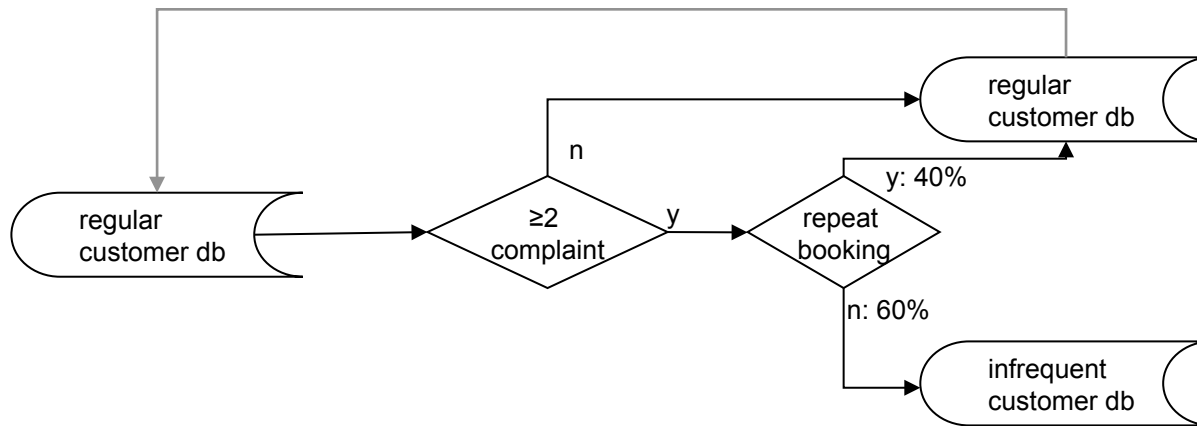 regular
customer db
n
y: 40%
regular
customer db
≥2
complaint
y
repeat
booking
n: 60%
infrequent
customer db